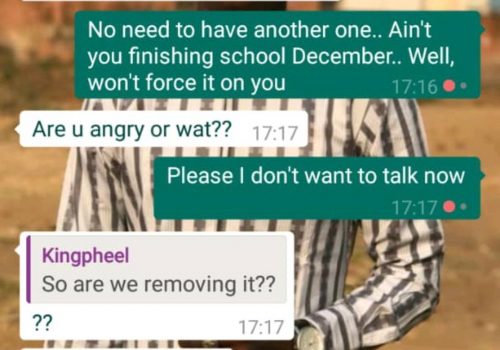 No need to have another one.. Ain't
you finishing school December.. Well,
won't force it on you
17:16
Are u angry or wat??
17:17
Please I don't want to talk now
17:17
Kingpheel
So are we removing it??
??
17:17